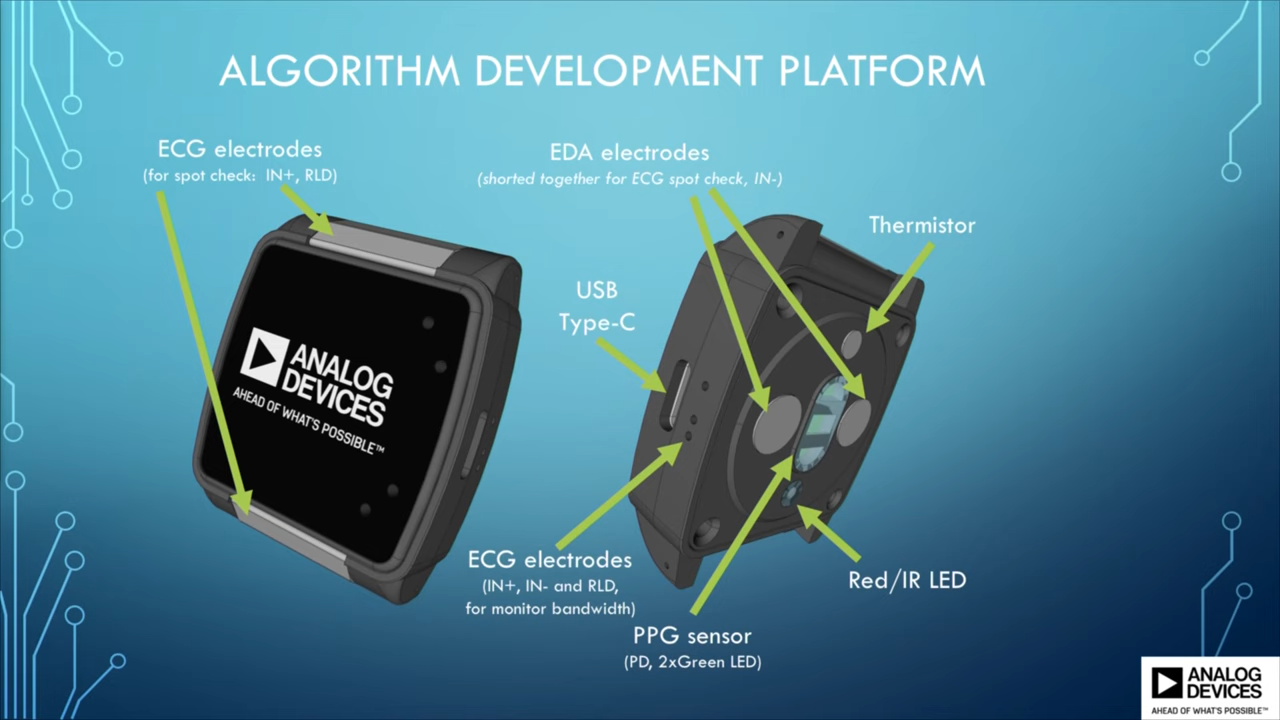 ALGORITHM DEVELOPMENT PLATFORM
ECG electrodes
(for spot check: IN+, RLD)
EDA electrodes
(shorted together for ECG spot check, IN-)
Thermistor
USB
Type-C
ANALOG
DEVICES
AHEAD OF WHAT'S POSSIBLE™
ECG electrodes
(IN+, IN- and RLD,
for monitor bandwidth)
Red/IR LED
PPG sensor
(PD, 2xGreen LED)
ANALOG
DEVICES
AHEAD OF WHAT'S POSSIBLE™